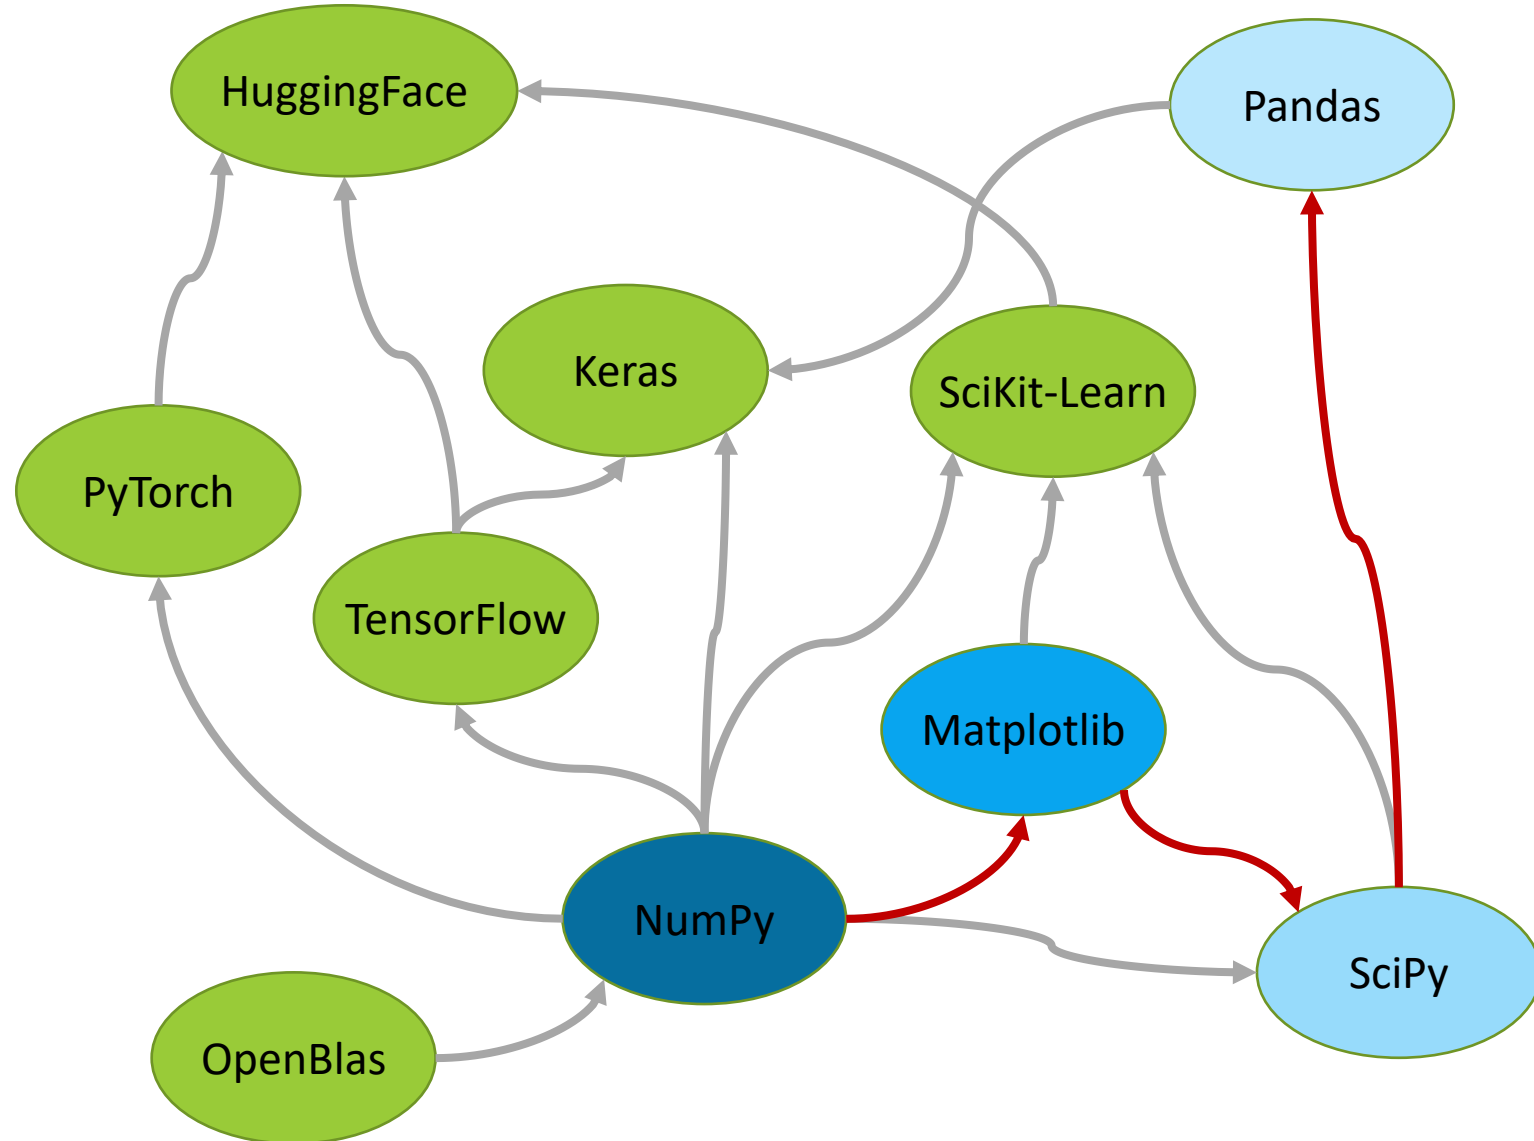 HuggingFace
Pandas
Keras
SciKit-Learn
PyTorch
TensorFlow
Matplotlib
NumPy
SciPy
OpenBlas